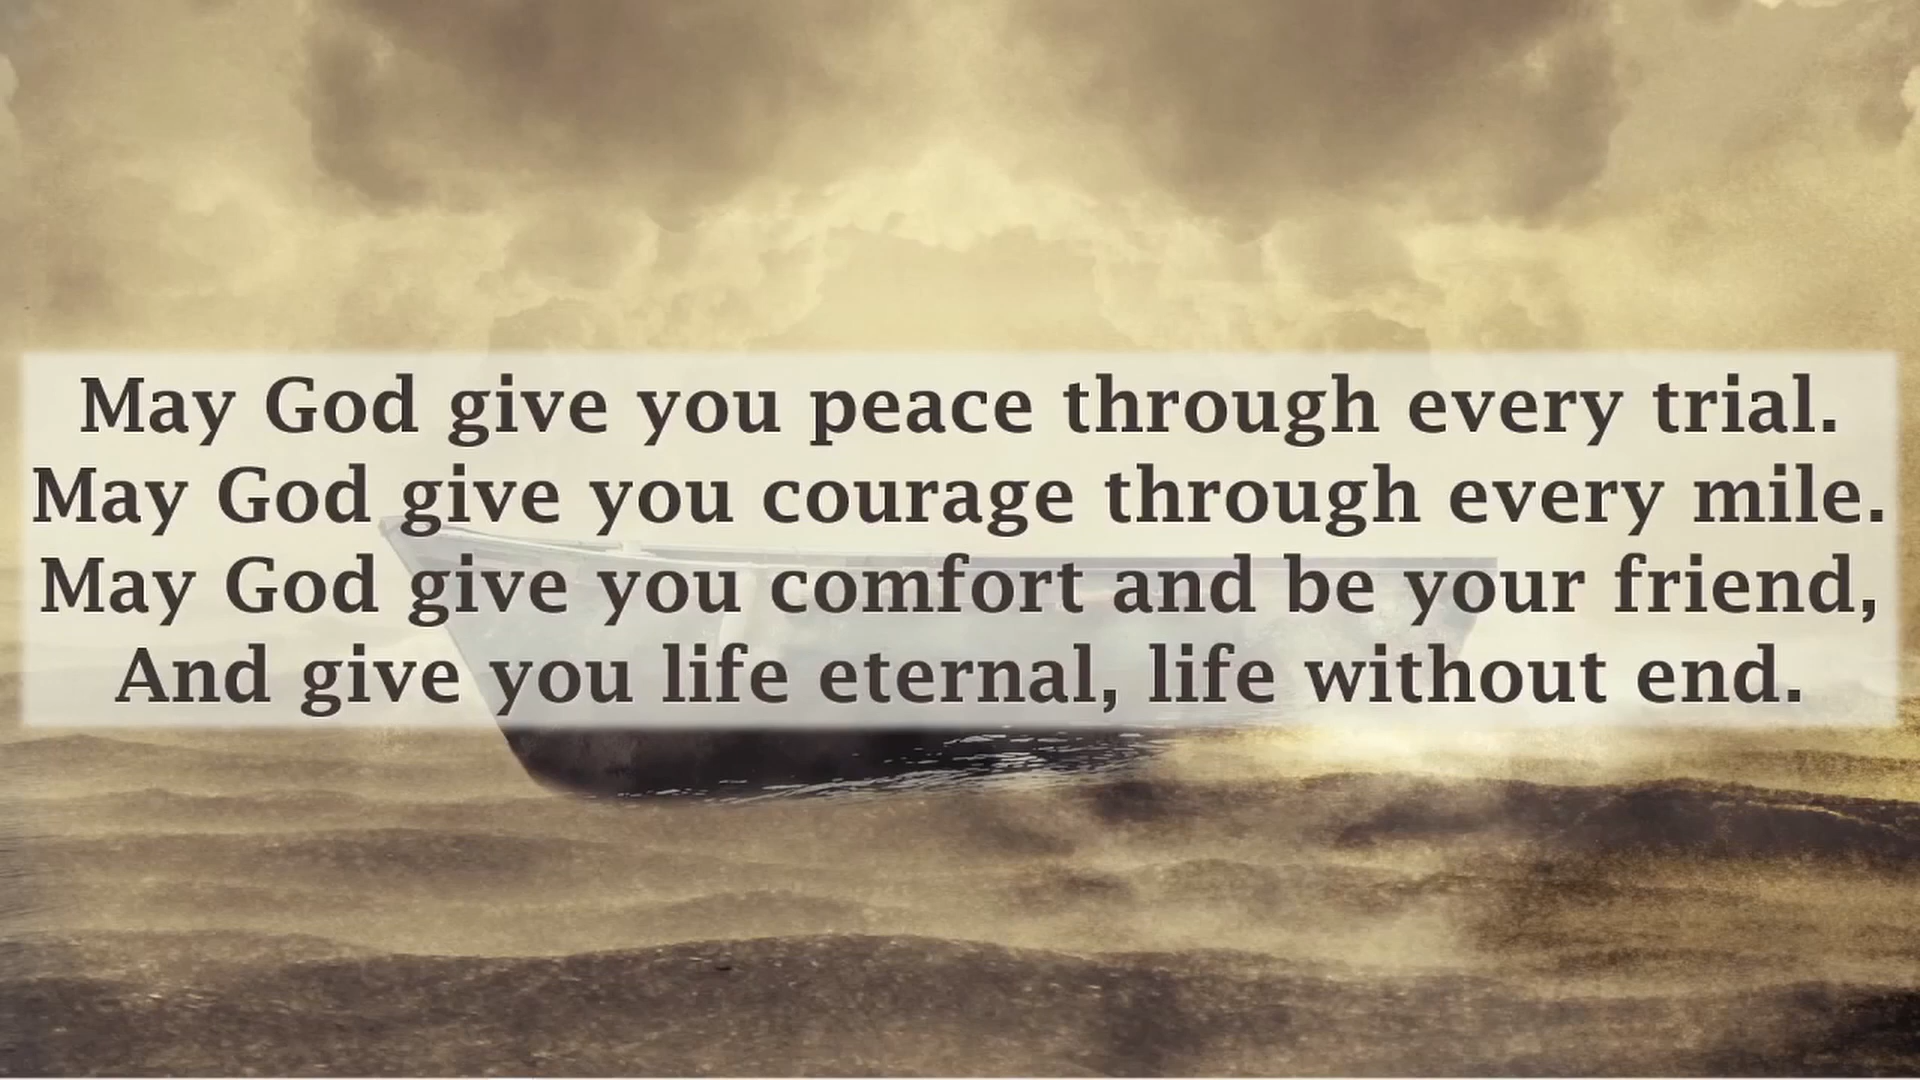 May God give you peace through every trial.
May God give you courage through every mile.
May God give you comfort and be your friend,
And give you life eternal, life without end.